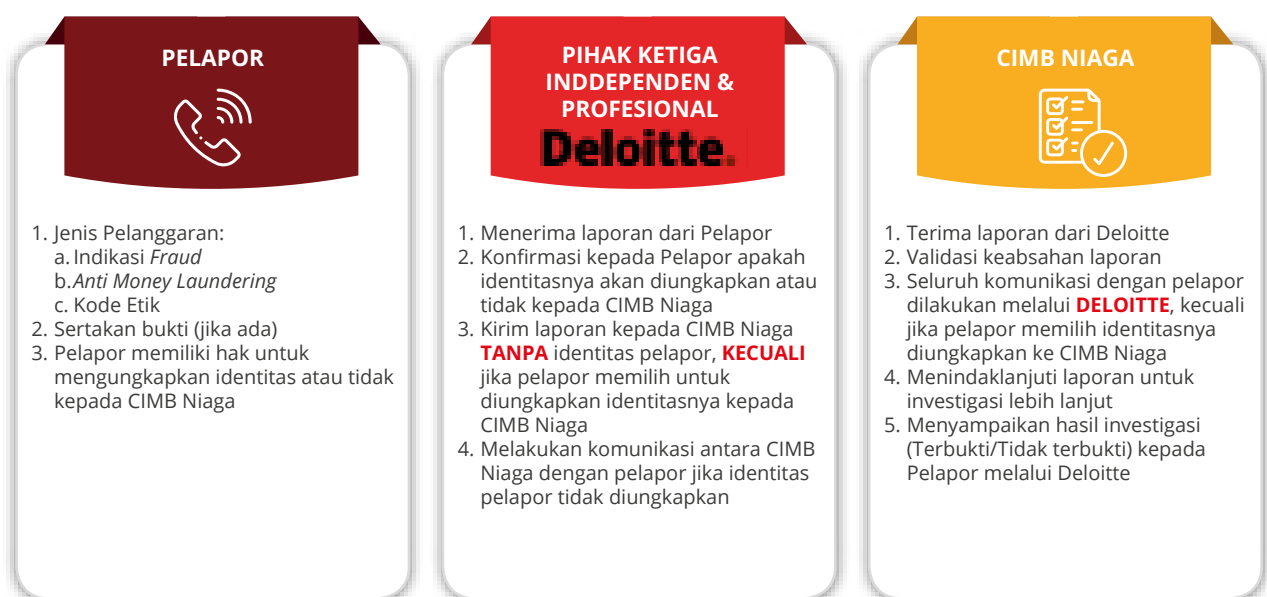 PELAPOR
1. Jenis Pelanggaran:
a. Indikasi Fraud
b. Anti Money Laundering
c. Kode Etik
2. Sertakan bukti (jika ada)
3. Pelapor memiliki hak untuk
mengungkapkan identitas atau tidak
kepada CIMB Niaga
PIHAK KETIGA
INDDEPENDEN &
PROFESIONAL
Deloitte.
1. Menerima laporan dari Pelapor
2. Konfirmasi kepada Pelapor apakah
identitasnya akan diungkapkan atau
tidak kepada CIMB Niaga
3. Kirim laporan kepada CIMB Niaga
TANPA identitas pelapor, KECUALI
jika pelapor memilih untuk
diungkapkan identitasnya kepada
CIMB Niaga
4. Melakukan komunikasi antara CIMB
Niaga dengan pelapor jika identitas
pelapor tidak diungkapkan
CIMB NIAGA
1. Terima laporan dari Deloitte
2. Validasi keabsahan laporan
3. Seluruh komunikasi dengan pelapor
dilakukan melalui DELOITTE, kecuali
jika pelapor memilih identitasnya
diungkapkan ke CIMB Niaga
4. Menindaklanjuti laporan untuk
investigasi lebih lanjut
5. Menyampaikan hasil investigasi
(Terbukti/Tidak terbukti) kepada
Pelapor melalui Deloitte